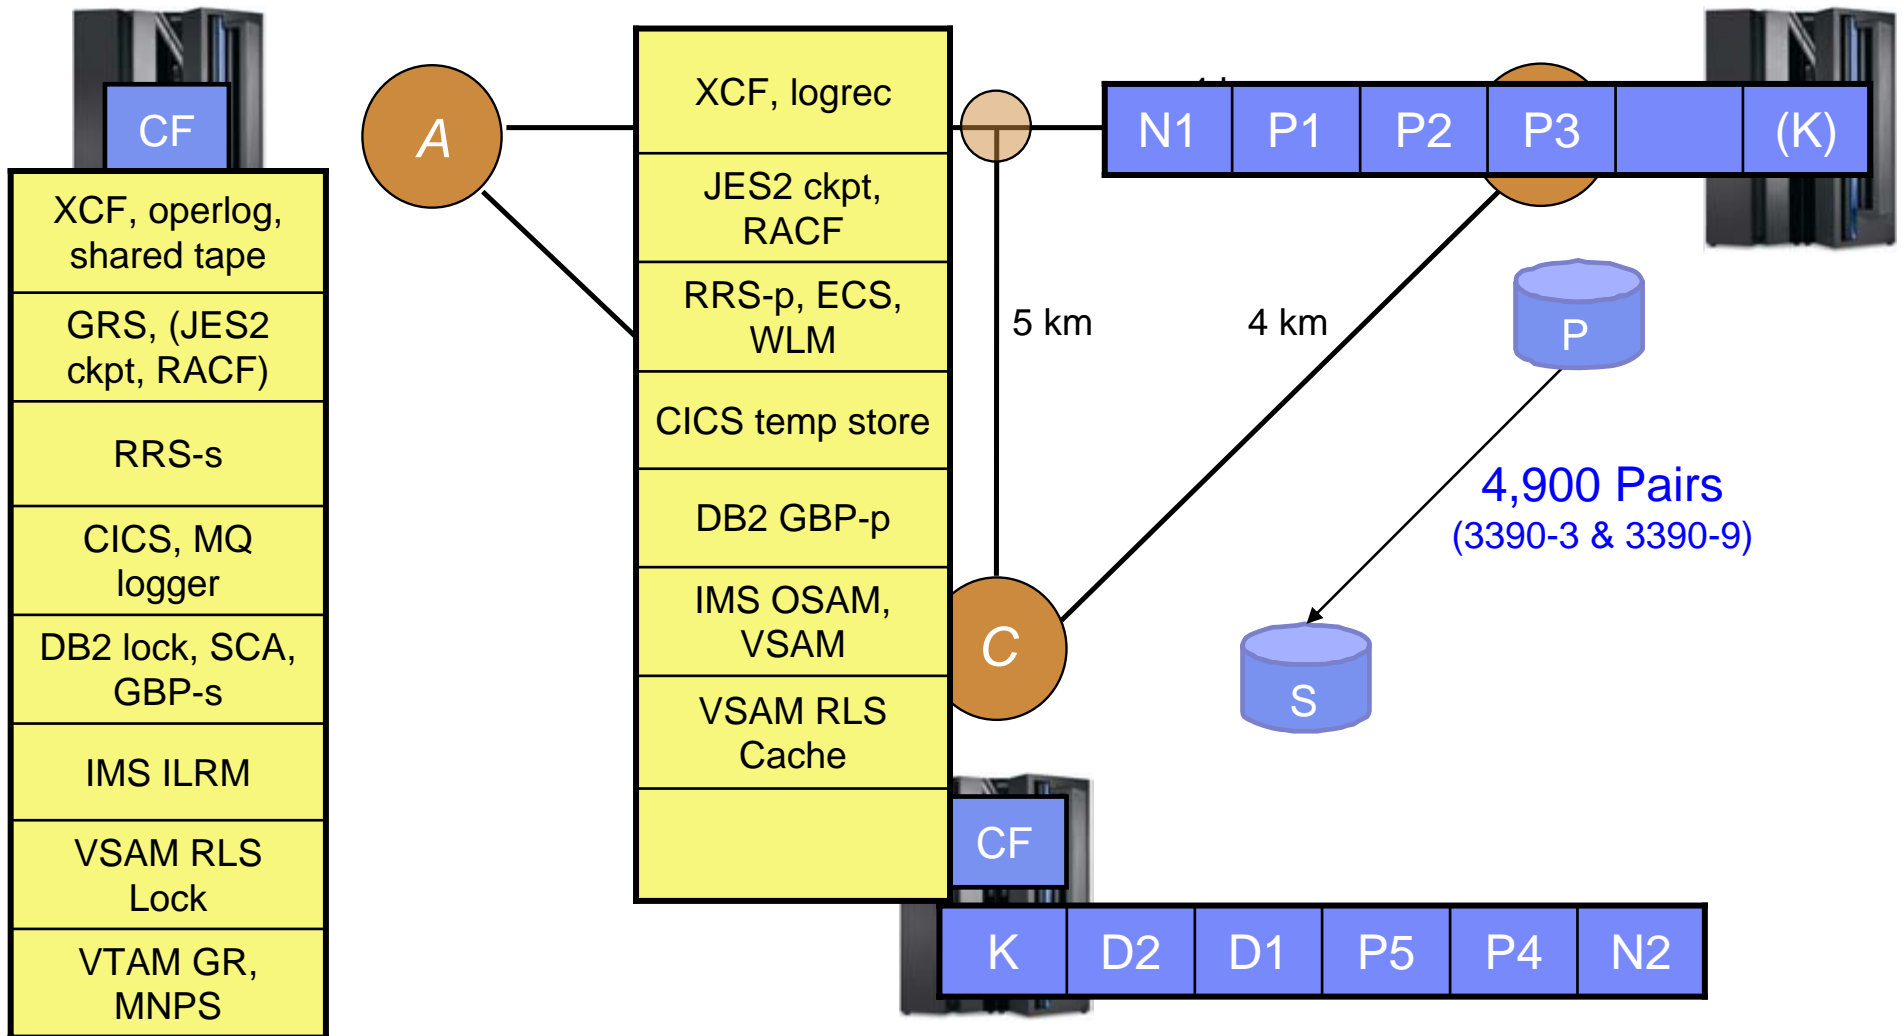 CF
XCF, operlog,
shared tape
GRS, (JES2
ckpt, RACF)
RRS-s
CICS, MQ
logger
DB2 lock, SCA,
GBP-s
IMS ILRM
VSAM RLS
Lock
VTAM GR,
MNPS
A
XCF, logrec
JES2 ckpt,
RACF
RRS-p, ECS,
WLM
CICS temp store
DB2 GBP-p
IMS OSAM,
VSAM
VSAM RLS
Cache
N1 P1 P2 P3 (K)
5 km
4 km
P
4,900 Pairs
(3390-3 & 3390-9)
S
C
CF
K D2 D1 P5 P4 N2